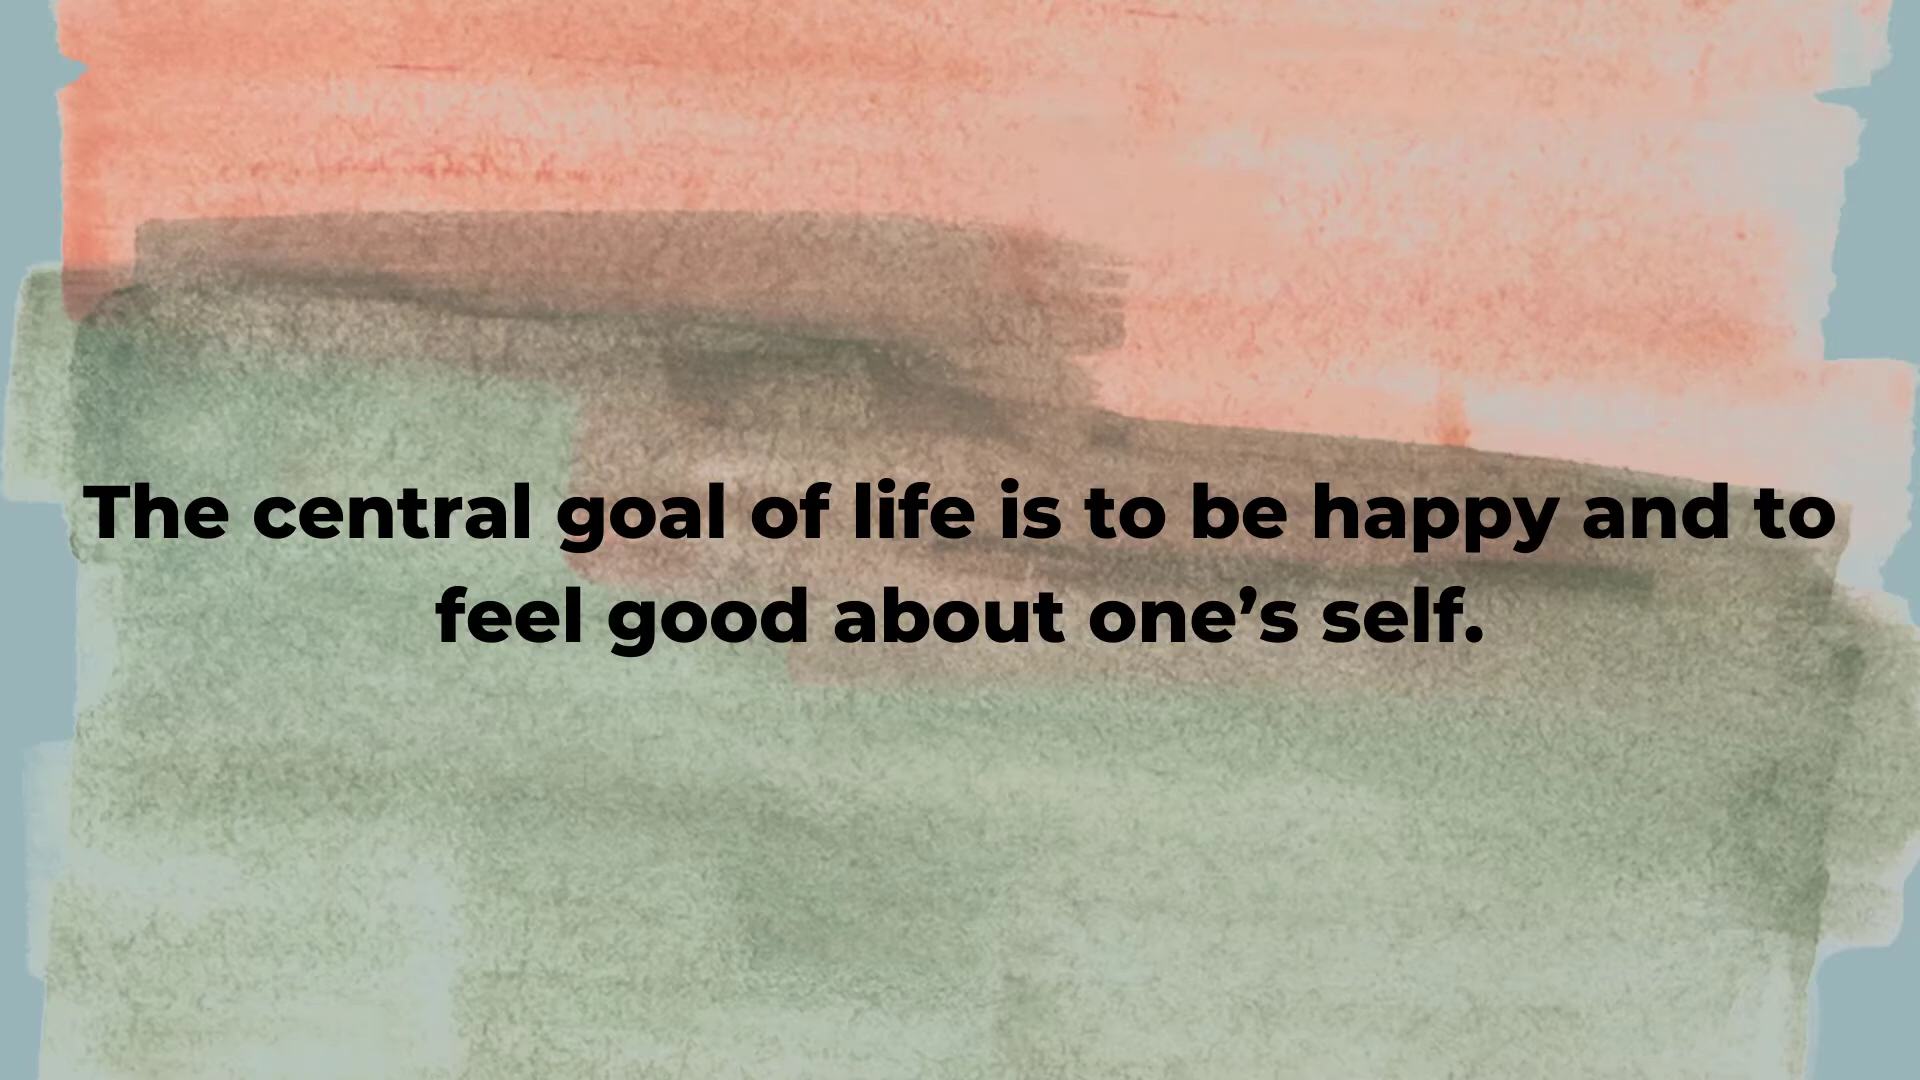 The central goal of life is to be happy and to
feel good about one’s self.